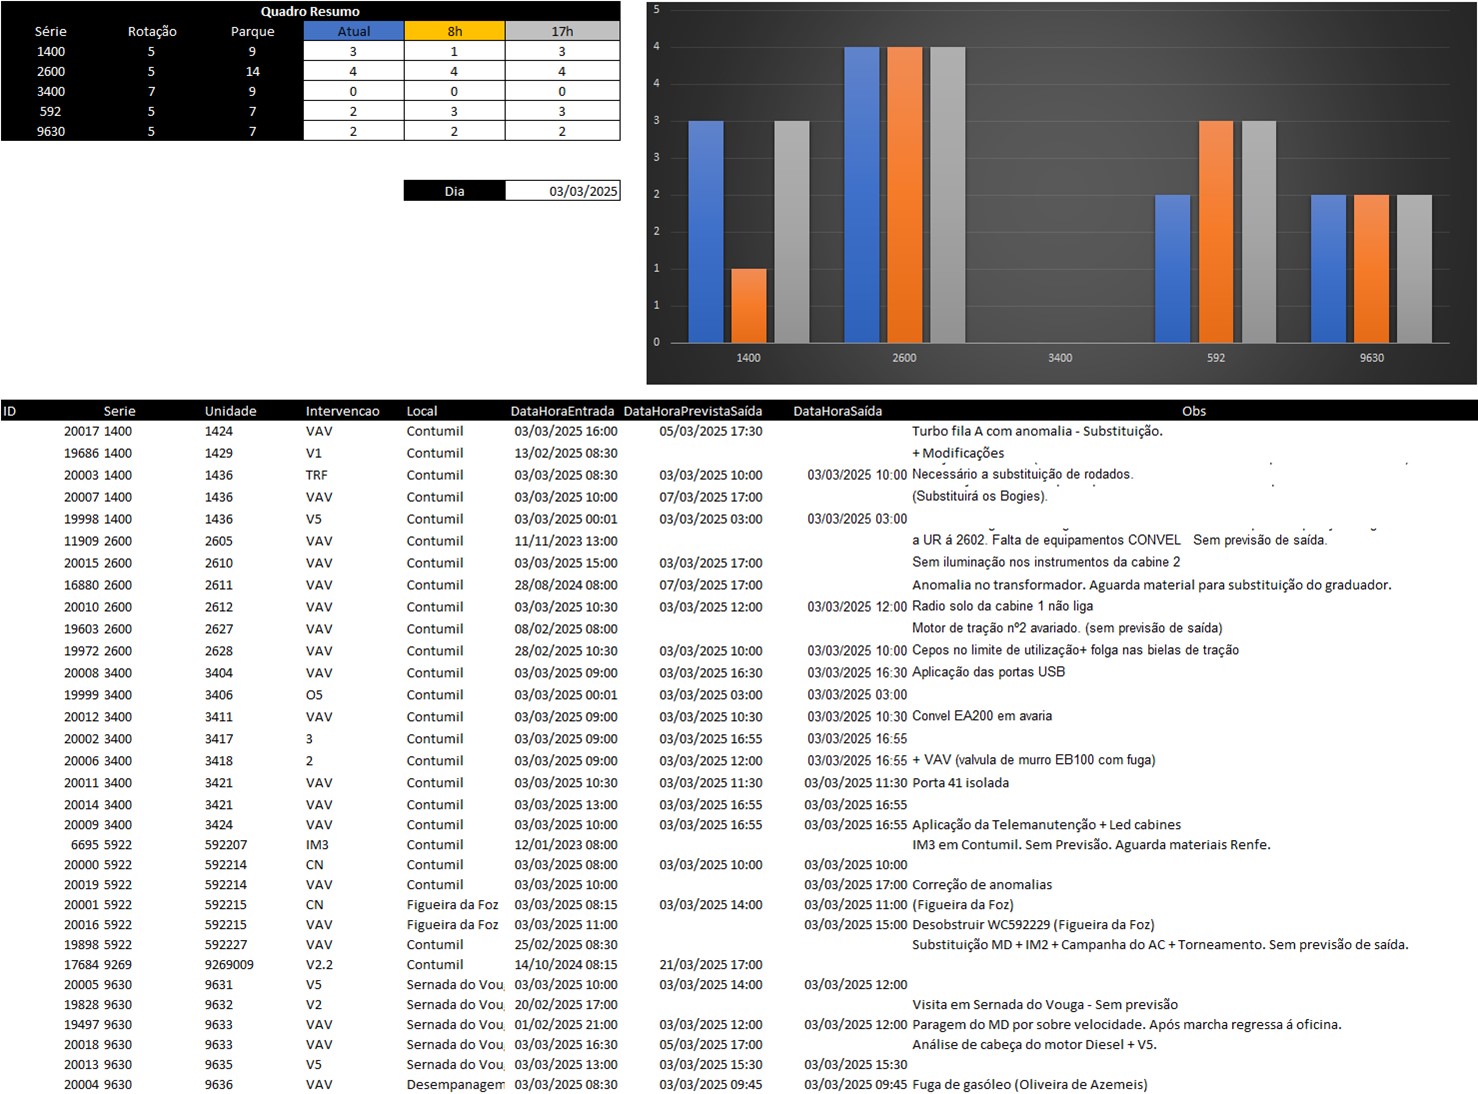 Quadro Resumo
Série Rotação Parque Atual 8h 17h
1400 5 9 3 1 3
2600 5 14 4 4 4
3400 7 9 0 0 0
592 5 7 2 3 3
9630 5 7 2 2 2
Dia 03/03/2025
5
4
4
3
3
2
2
1
1
0
1400 2600 3400 592 9630
ID Serie Unidade Intervencao Local DataHoraEntrada DataHoraPrevistaSaída DataHoraSaída Obs
20017 1400 1424 VAV Contumil 03/03/2025 16:00 05/03/2025 17:30 Turbo fila A com anomalia - Substituição.
19686 1400 1429 V1 Contumil 13/02/2025 08:30 + Modificações
20003 1400 1436 TRF Contumil 03/03/2025 08:30 03/03/2025 10:00 03/03/2025 10:00 Necessário a substituição de rodados.
20007 1400 1436 VAV Contumil 03/03/2025 10:00 07/03/2025 17:00 (Substituirá os Bogies).
19998 1400 1436 V5 Contumil 03/03/2025 00:01 03/03/2025 03:00 03/03/2025 03:00
11909 2600 2605 VAV Contumil 11/11/2023 13:00 a UR á 2602. Falta de equipamentos CONVEL Sem previsão de saída.
20015 2600 2610 VAV Contumil 03/03/2025 15:00 03/03/2025 17:00 Sem iluminação nos instrumentos da cabine 2
16880 2600 2611 VAV Contumil 28/08/2024 08:00 07/03/2025 17:00 Anomalia no transformador. Aguarda material para substituição do graduador.
20010 2600 2612 VAV Contumil 03/03/2025 10:30 03/03/2025 12:00 03/03/2025 12:00 Radio solo da cabine 1 não liga
19603 2600 2627 VAV Contumil 08/02/2025 08:00 Motor de tração nº2 avariado. (sem previsão de saída)
19972 2600 2628 VAV Contumil 28/02/2025 10:30 03/03/2025 10:00 03/03/2025 10:00 Cepos no limite de utilização+ folga nas bielas de tração
20008 3400 3404 VAV Contumil 03/03/2025 09:00 03/03/2025 16:30 03/03/2025 16:30 Aplicação das portas USB
19999 3400 3406 O5 Contumil 03/03/2025 00:01 03/03/2025 03:00 03/03/2025 03:00
20012 3400 3411 VAV Contumil 03/03/2025 09:00 03/03/2025 10:30 03/03/2025 10:30 Convel EA200 em avaria
20002 3400 3417 3 Contumil 03/03/2025 09:00 03/03/2025 16:55 03/03/2025 16:55
20006 3400 3418 2 Contumil 03/03/2025 09:00 03/03/2025 12:00 03/03/2025 16:55 + VAV (valvula de murro EB100 com fuga)
20011 3400 3421 VAV Contumil 03/03/2025 10:30 03/03/2025 11:30 03/03/2025 11:30 Porta 41 isolada
20014 3400 3421 VAV Contumil 03/03/2025 13:00 03/03/2025 16:55 03/03/2025 16:55
20009 3400 3424 VAV Contumil 03/03/2025 10:00 03/03/2025 16:55 03/03/2025 16:55 Aplicação da Telemanutenção + Led cabines
6695 5922 592207 IM3 Contumil 12/01/2023 08:00 IM3 em Contumil. Sem Previsão. Aguarda materiais Renfe.
20000 5922 592214 CN Contumil 03/03/2025 08:00 03/03/2025 10:00 03/03/2025 10:00
20019 5922 592214 VAV Contumil 03/03/2025 10:00 03/03/2025 17:00 Correção de anomalias
20001 5922 592215 CN Figueira da Foz 03/03/2025 08:15 03/03/2025 14:00 03/03/2025 11:00 (Figueira da Foz)
20016 5922 592215 VAV Figueira da Foz 03/03/2025 11:00 03/03/2025 15:00 Desobstruir WC592229 (Figueira da Foz)
19898 5922 592227 VAV Contumil 25/02/2025 08:30 Substituição MD + IM2 + Campanha do AC + Torneamento. Sem previsão de saída.
17684 9269 9269009 V2.2 Contumil 14/10/2024 08:15 21/03/2025 17:00
20005 9630 9631 V5 Sernada do Vou 03/03/2025 10:00 03/03/2025 14:00 03/03/2025 12:00
19828 9630 9632 V2 Sernada do Vou 20/02/2025 17:00 Visita em Sernada do Vouga - Sem previsão
19497 9630 9633 VAV Sernada do Vou 01/02/2025 21:00 03/03/2025 12:00 03/03/2025 12:00 Paragem do MD por sobre velocidade. Após marcha regressa á oficina.
20018 9630 9633 VAV Sernada do Vou 03/03/2025 16:30 05/03/2025 17:00 Análise de cabeça do motor Diesel + V5.
20013 9630 9635 V5 Sernada do Vou 03/03/2025 13:00 03/03/2025 15:30 03/03/2025 15:30
20004 9630 9636 VAV Desempanagem 03/03/2025 08:30 03/03/2025 09:45 03/03/2025 09:45 Fuga de gasóleo (Oliveira de Azemeis)